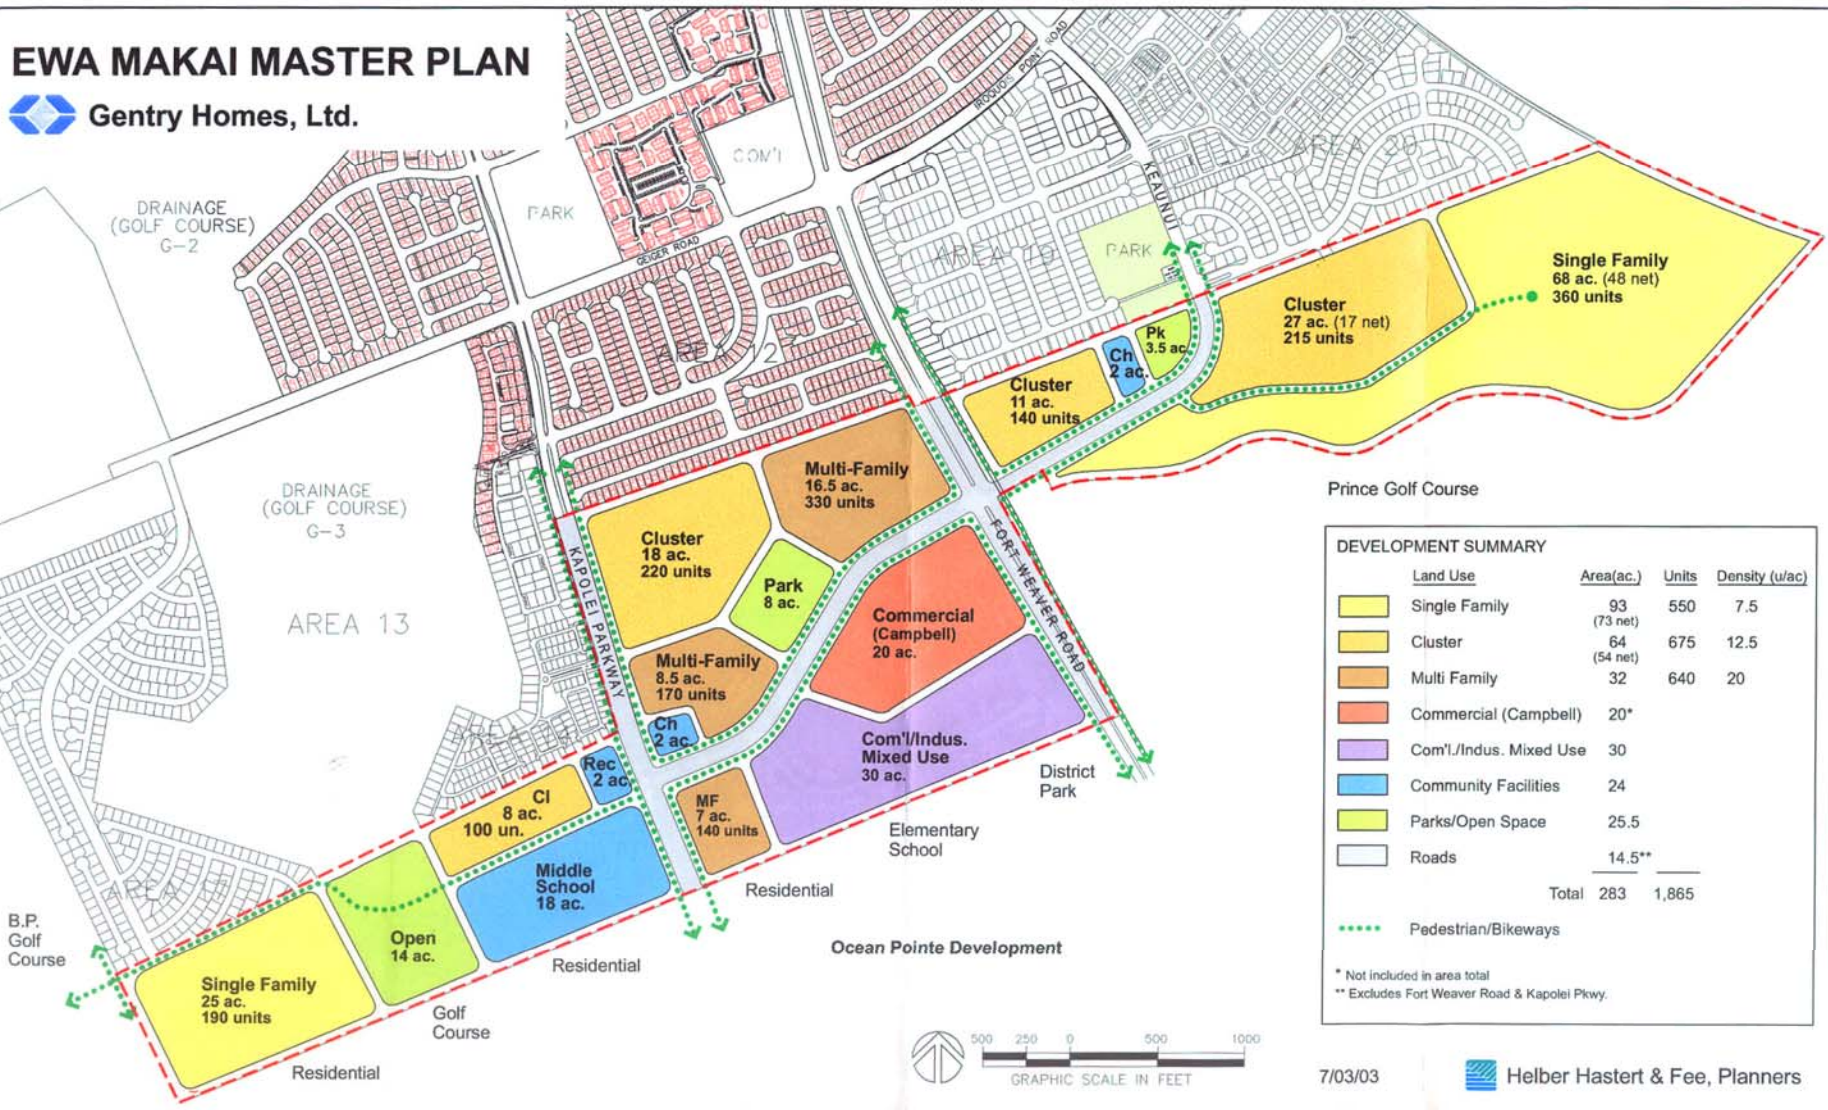 EWA MAKAI MASTER PLAN
Gentry Homes, Ltd.
DRAINAGE
(GOLF COURSE)
G-2
PARK
COM'L
GEIGER ROAD
IROQUOIS POINT ROAD
KEAUNUI
AREA 20
AREA 10
PARK
AREA 12
Single Family
68 ac. (48 net)
360 units
Cluster
27 ac. (17 net)
215 units
Pk
3.5 ac.
Ch
2 ac.
Cluster
11 ac.
140 units
Multi-Family
16.5 ac.
330 units
Cluster
18 ac.
220 units
Park
8 ac.
Commercial
(Campbell)
20 ac.
Multi-Family
8.5 ac.
170 units
Ch
2 ac.
KAPOLEI PARKWAY
FORT WEAVER ROAD
DRAINAGE
(GOLF COURSE)
G-3
AREA 13
Com'l/Indus.
Mixed Use
30 ac.
Rec
2 ac.
Cl
8 ac.
100 un.
MF
7 ac.
140 units
Middle
School
18 ac.
Open
14 ac.
Single Family
25 ac.
190 units
B.P.
Golf
Course
Residential
Golf
Course
Residential
Residential
Elementary
School
District
Park
Ocean Pointe Development
Prince Golf Course
DEVELOPMENT SUMMARY
Land Use Area(ac.) Units Density (u/ac)
Single Family 93 550 7.5
(73 net)
Cluster 64 675 12.5
(54 net)
Multi Family 32 640 20
Commercial (Campbell) 20*
Com'l./Indus. Mixed Use 30
Community Facilities 24
Parks/Open Space 25.5
Roads 14.5**
Total 283 1,865
Pedestrian/Bikeways
* Not included in area total
** Excludes Fort Weaver Road & Kapolei Pkwy.
500 250 0 500 1000
GRAPHIC SCALE IN FEET
7/03/03
Helber Hastert & Fee, Planners